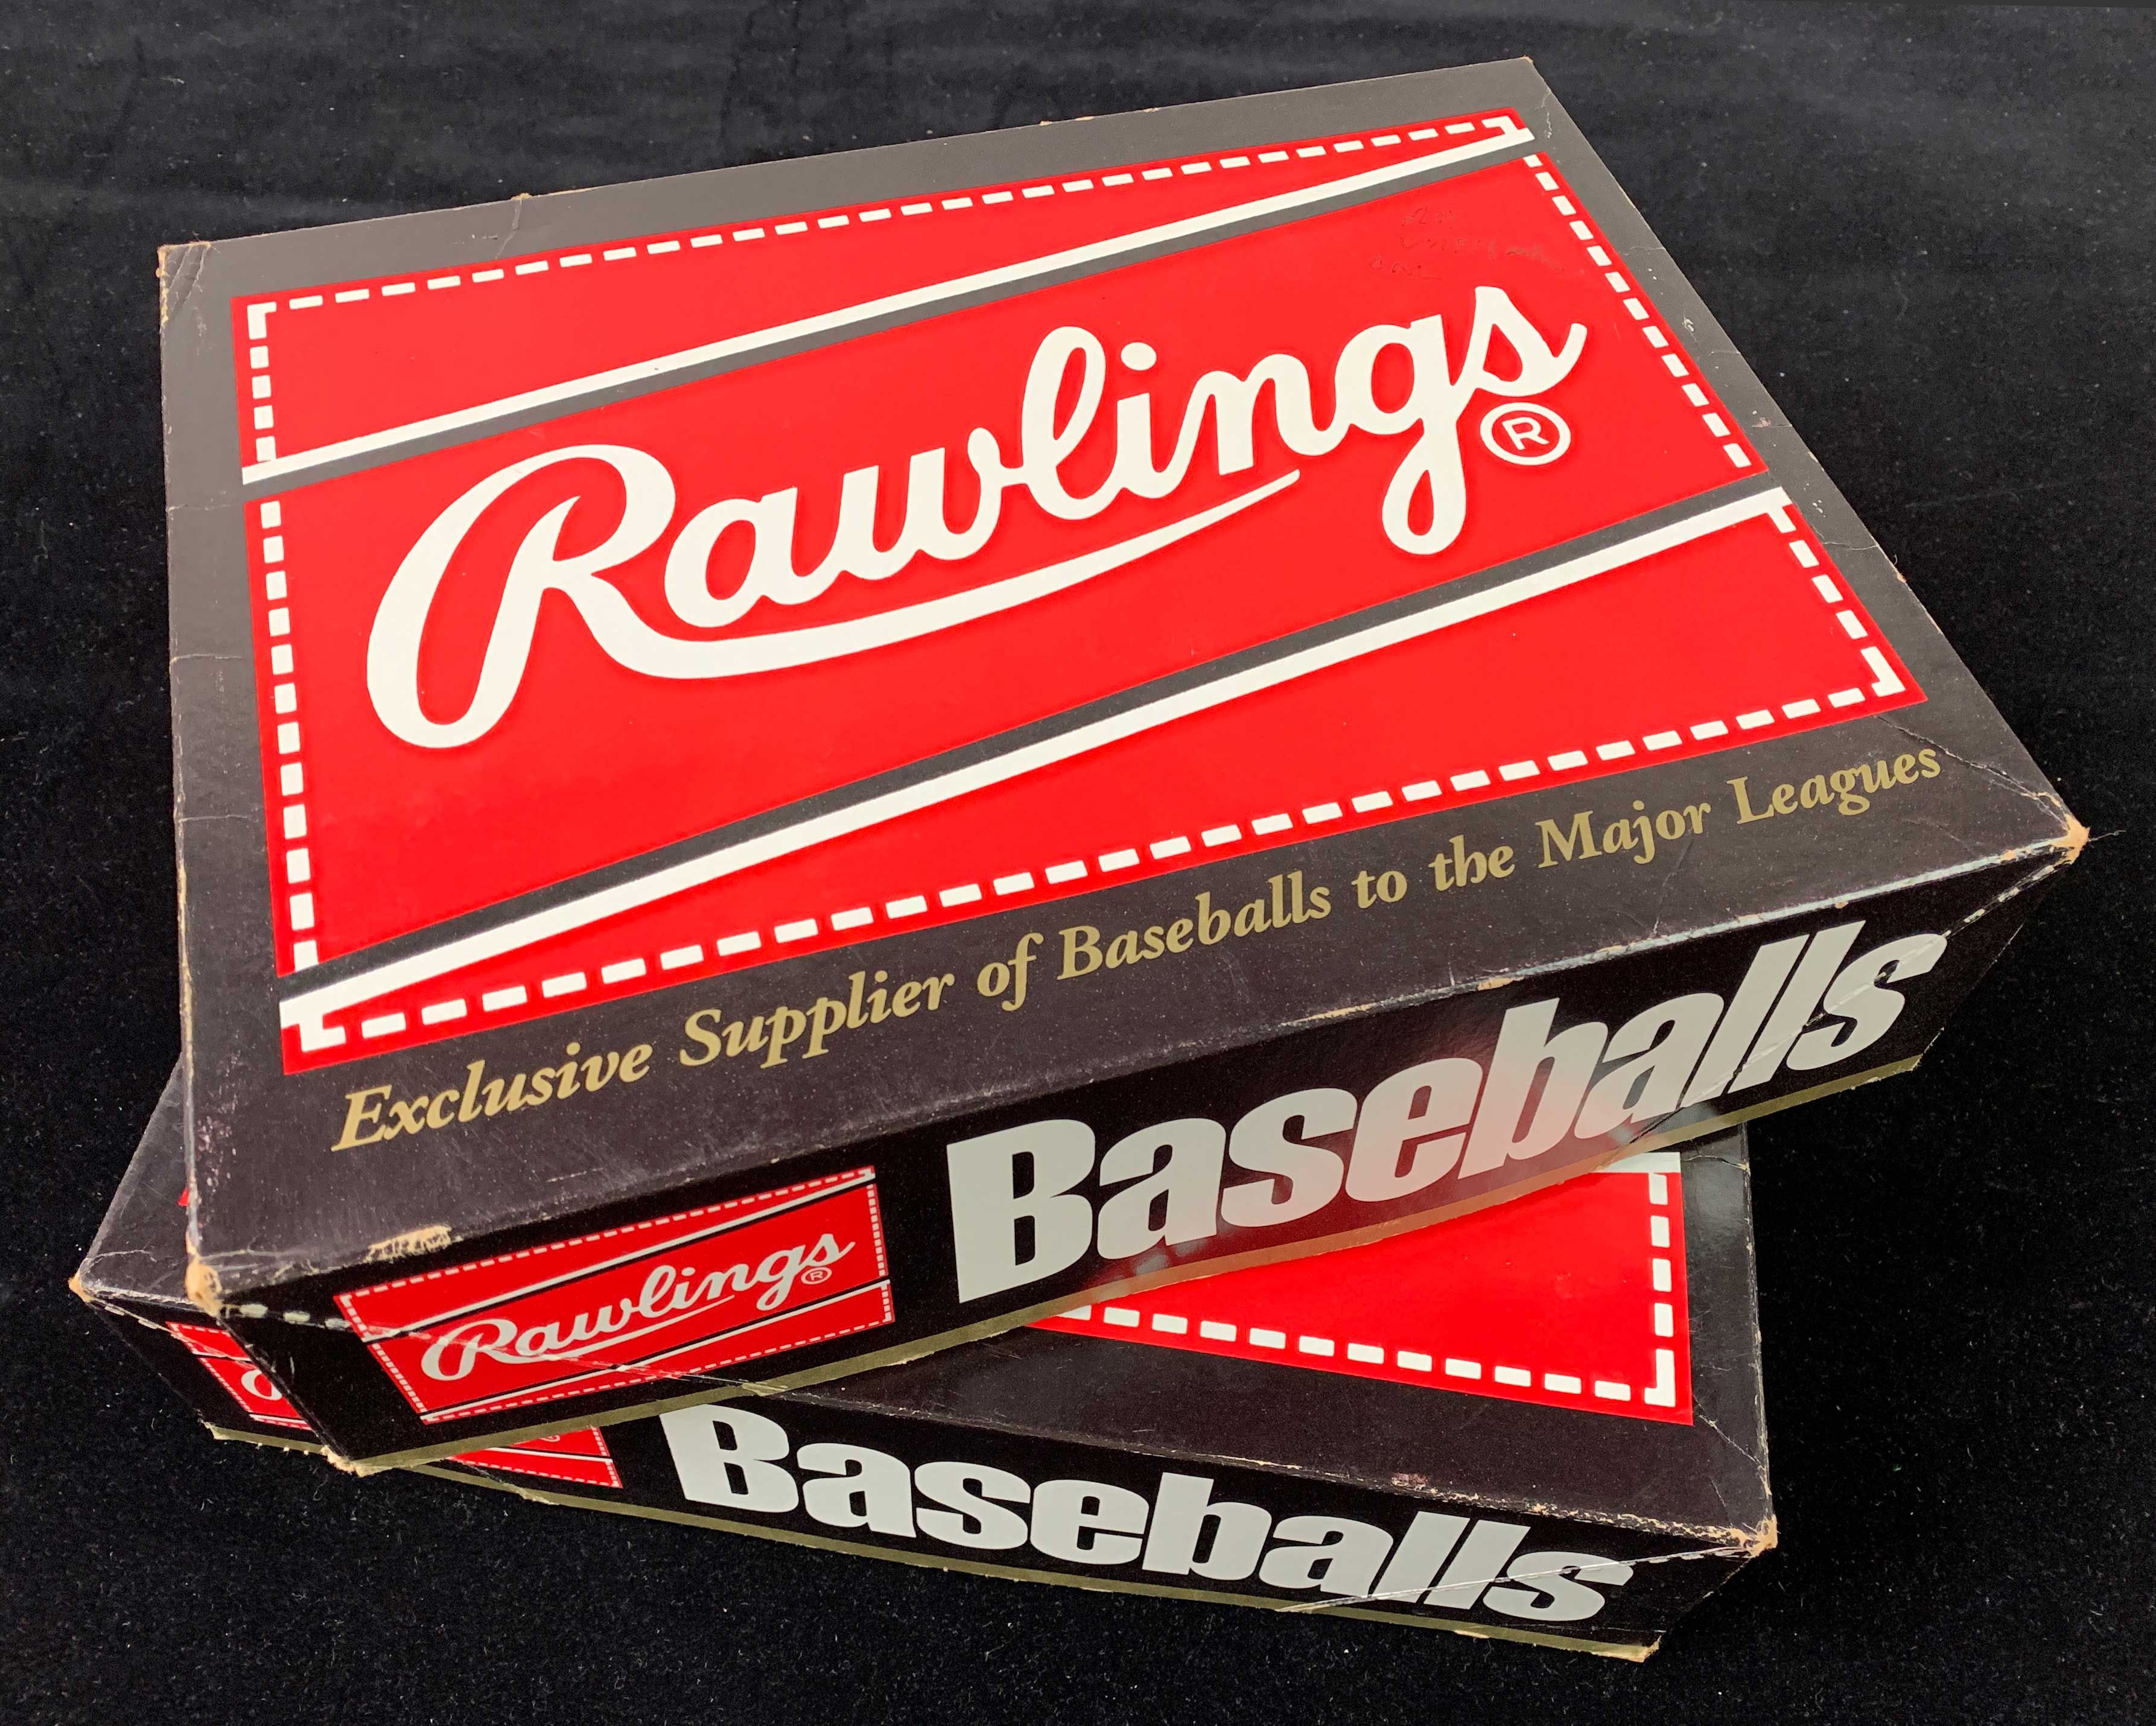 Rawlings®
Exclusive Supplier of Baseballs to the Major Leagues
Rawlings®
Baseballs
Baseballs